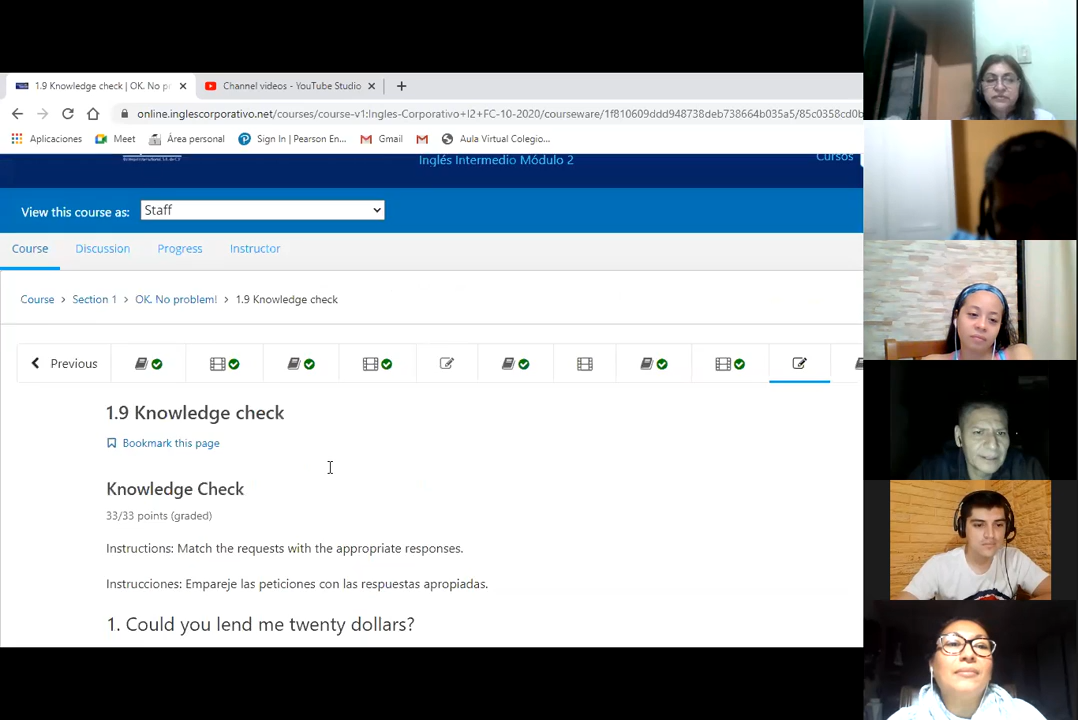 1.9 Knowledge check | OK. No p
Channel videos - YouTube Studio
online.inglescorporativo.net/courses/course-v1:Ingles-Corporativo+I2+FC-10-2020/courseware/1f810609ddd948738deb738664b035a5/85c0358cd0b
Aplicaciones
Meet
Área personal
Sign In | Pearson En...
Gmail
Aula Virtual Colegio...
Inglés Intermedio Módulo 2
Cursos
View this course as:
Staff
Course
Discussion
Progress
Instructor
Course > Section 1 > OK. No problem! > 1.9 Knowledge check
Previous
1.9 Knowledge check
Bookmark this page
Knowledge Check
33/33 points (graded)
Instructions: Match the requests with the appropriate responses.
Instrucciones: Empareje las peticiones con las respuestas apropiadas.
1. Could you lend me twenty dollars?